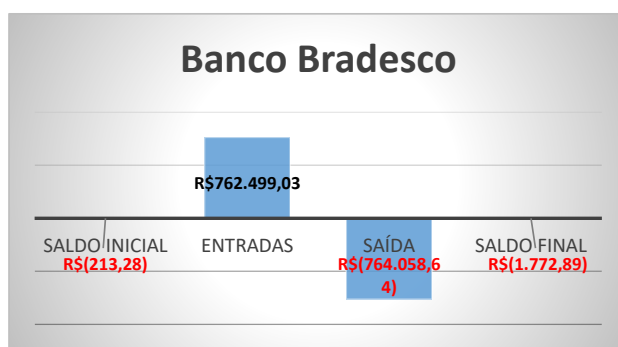 Banco Bradesco
R$762.499,03
SALDO INICIAL
ENTRADAS
SAÍDA
SALDO FINAL
R$(213,28)
R$(764.058,6
4)
R$(1.772,89)